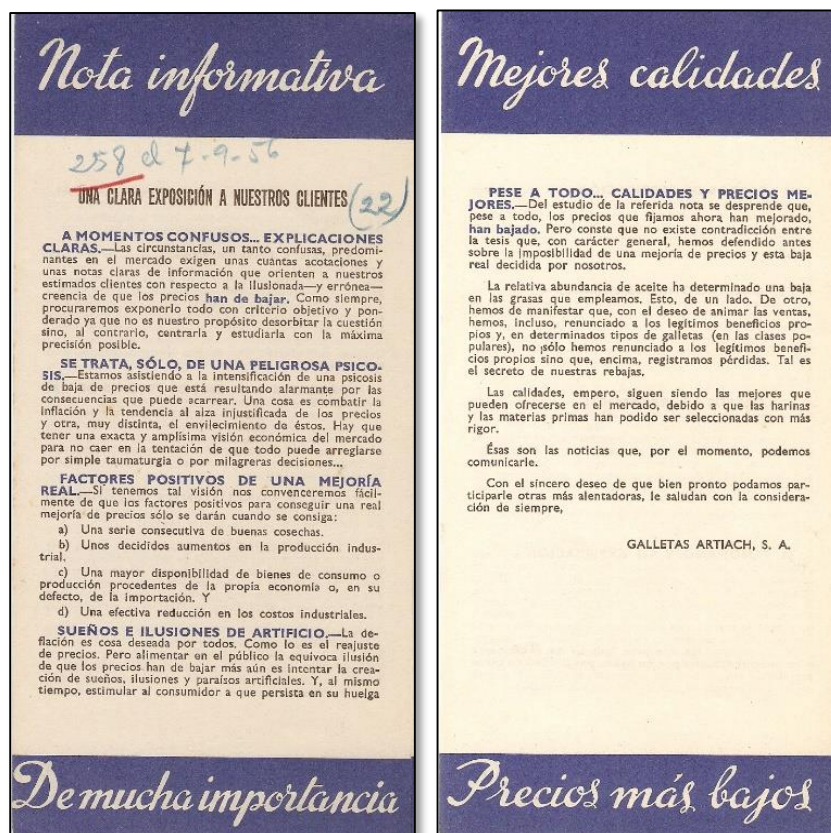 Nota informativa
258 el 7-9-56
UNA CLARA EXPOSICIÓN A NUESTROS CLIENTES (22)
A MOMENTOS CONFUSOS... EXPLICACIONES
CLARAS.—Las circunstancias, un tanto confusas, predomi-
nantes en el mercado exigen unas cuantas acotaciones y
unas notas claras de información que orienten a nuestros
estimados clientes con respecto a la ilusionada—y errónea—
creencia de que los precios han de bajar. Como siempre,
procuraremos exponerlo todo con criterio objetivo y pon-
derado ya que no es nuestro propósito desorbitar la cuestión
sino, al contrario, centrarla y estudiarla con la máxima
precisión posible.
SE TRATA, SÓLO, DE UNA PELIGROSA PSICO-
SIS.—Estamos asistiendo a la intensificación de una psicosis
de baja de precios que está resultando alarmante por las
consecuencias que puede acarrear. Una cosa es combatir la
inflación y la tendencia al alza injustificada de los precios
y otra, muy distinta, el envilecimiento de éstos. Hay que
tener una exacta y amplísima visión económica del mercado
para no caer en la tentación de que todo puede arreglarse
por simple taumaturgia o por milagreras decisiones...
FACTORES POSITIVOS DE UNA MEJORÍA
REAL.—Si tenemos tal visión nos convenceremos fácil-
mente de que los factores positivos para conseguir una real
mejoría de precios sólo se darán cuando se consiga:
a) Una serie consecutiva de buenas cosechas.
b) Unos decididos aumentos en la producción indus-
trial.
c) Una mayor disponibilidad de bienes de consumo o
producción procedentes de la propia economía o, en su
defecto, de la importación. Y
d) Una efectiva reducción en los costos industriales.
SUEÑOS E ILUSIONES DE ARTIFICIO.—La de-
flación es cosa deseada por todos. Como lo es el reajuste
de precios. Pero alimentar en el público la equívoca ilusión
de que los precios han de bajar más aún es intentar la crea-
ción de sueños, ilusiones y paraísos artificiales. Y, al mismo
tiempo, estimular al consumidor a que persista en su huelga
De mucha importancia
Mejores calidades
PESE A TODO... CALIDADES Y PRECIOS ME-
JORES.—Del estudio de la referida nota se desprende que,
pese a todo, los precios que fijamos ahora han mejorado,
han bajado. Pero conste que no existe contradicción entre
la tesis que, con carácter general, hemos defendido antes
sobre la imposibilidad de una mejoría de precios y esta baja
real decidida por nosotros.
La relativa abundancia de aceite ha determinado una baja
en las grasas que empleamos. Esto, de un lado. De otro,
hemos de manifestar que, con el deseo de animar las ventas,
hemos, incluso, renunciado a los legítimos beneficios pro-
pios y, en determinados tipos de galletas (en las clases po-
pulares), no sólo hemos renunciado a los legítimos benefi-
cios propios sino que, encima, registramos pérdidas. Tal es
el secreto de nuestras rebajas.
Las calidades, empero, siguen siendo las mejores que
pueden ofrecerse en el mercado, debido a que las harinas
y las materias primas han podido ser seleccionadas con más
rigor.
Ésas son las noticias que, por el momento, podemos
comunicarle.
Con el sincero deseo de que bien pronto podamos par-
ticiparle otras más alentadoras, le saludan con la considera-
ción de siempre,
GALLETAS ARTIACH, S. A.
Precios más bajos